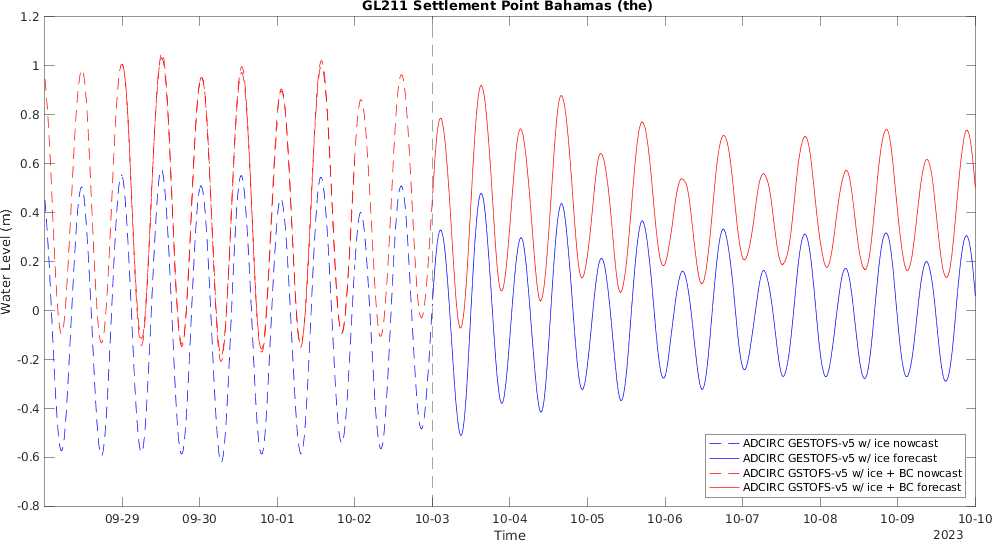 GL211 Settlement Point Bahamas (the)
1.2
1
0.8
0.6
0.4
0.2
0
-0.2
-0.4
-0.6
-0.8
Water Level (m)
ADCIRC GESTOFS-v5 w/ ice nowcast
ADCIRC GESTOFS-v5 w/ ice forecast
ADCIRC GSTOFS-v5 w/ ice + BC nowcast
ADCIRC GSTOFS-v5 w/ ice + BC forecast
09-29 09-30 10-01 10-02 10-03 10-04 10-05 10-06 10-07 10-08 10-09 10-10
Time
2023